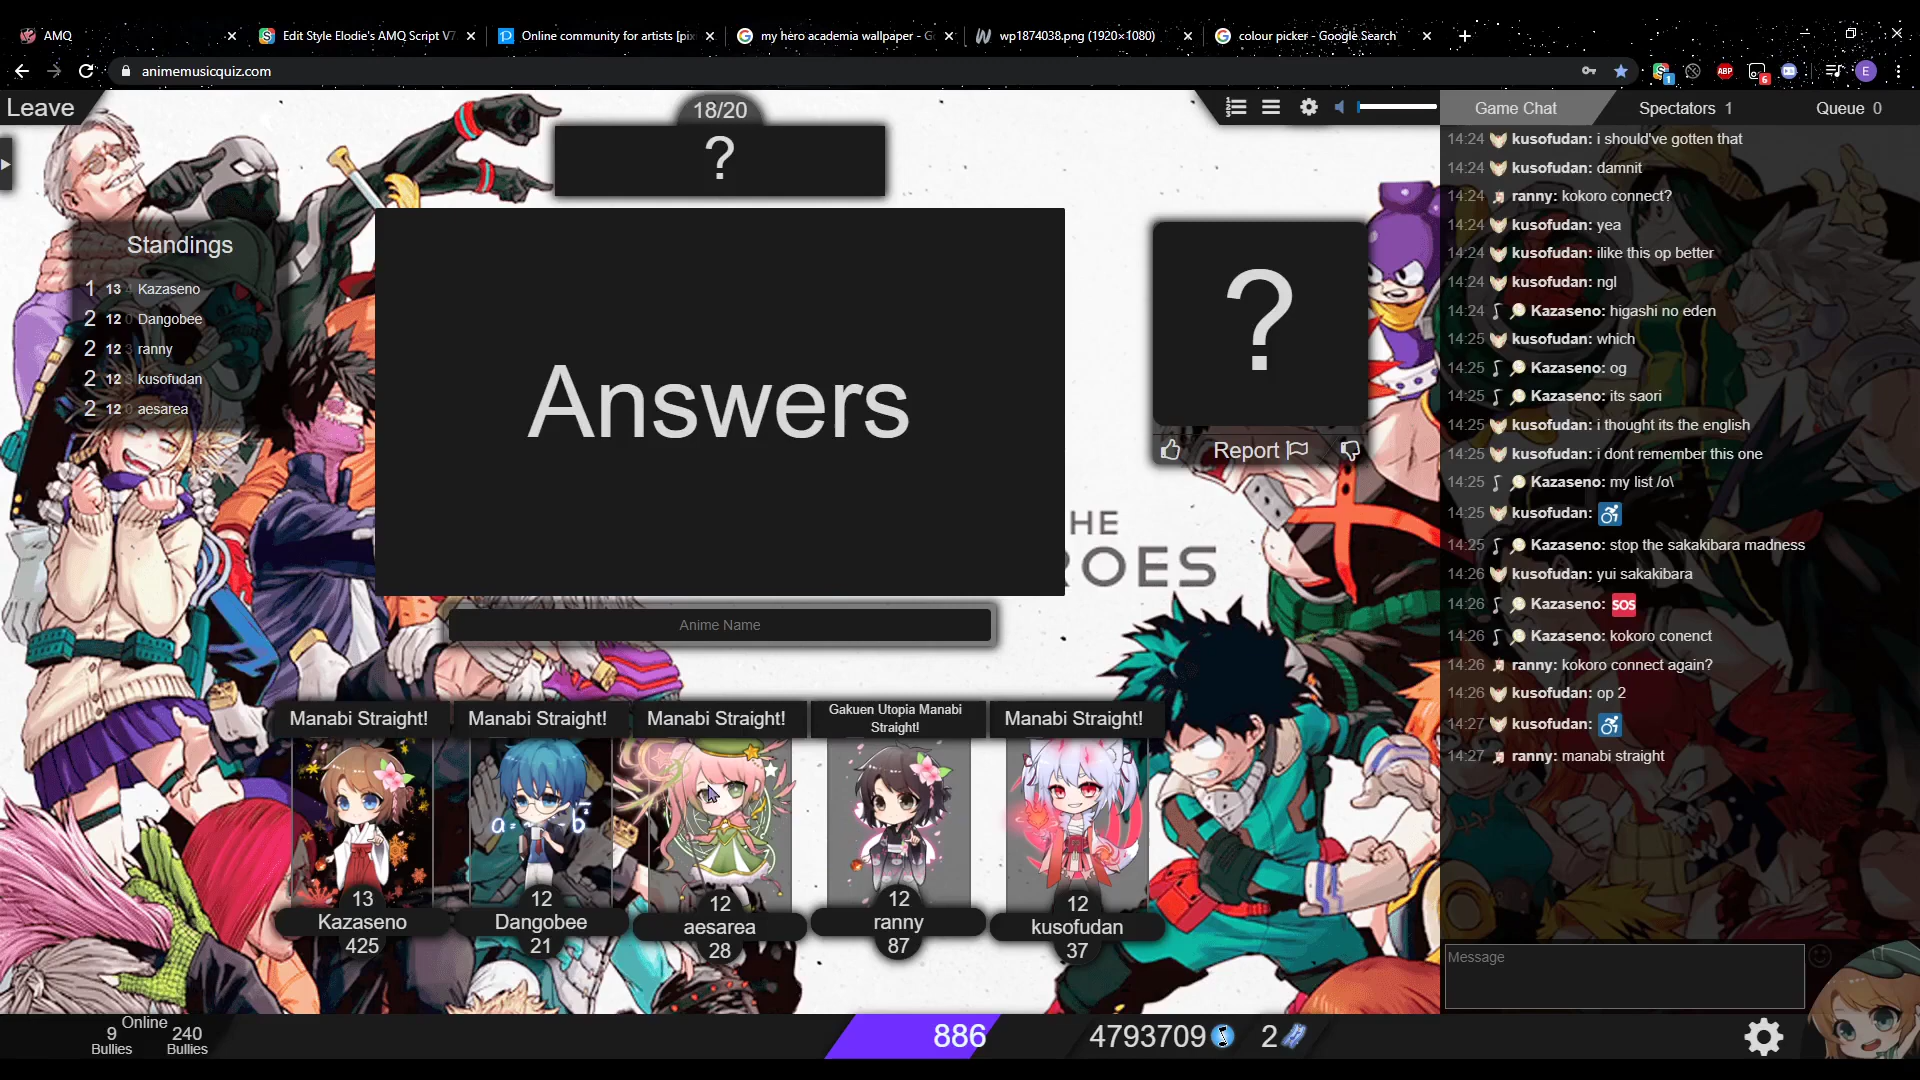 AMQ
Edit Style Elodie's AMQ Script V7
Online community for artists [pix
my hero academia wallpaper - G
wp1874038.png (1920×1080)
colour picker - Google Search
animemusicquiz.com
Leave
18/20
?
Game Chat
Spectators 1
Queue 0
Standings
1 13 4 Kazaseno
2 12 0 Dangobee
2 12 3 ranny
2 12 3 kusofudan
2 12 0 aesarea
Answers
?
Report
HE
ROES
Anime Name
Manabi Straight!
Manabi Straight!
Manabi Straight!
Gakuen Utopia Manabi
Straight!
Manabi Straight!
a= b
13
Kazaseno
425
12
Dangobee
21
12
aesarea
28
12
ranny
87
12
kusofudan
37
14:24 kusofudan: i should've gotten that
14:24 kusofudan: damnit
14:24 ranny: kokoro connect?
14:24 kusofudan: yea
14:24 kusofudan: ilike this op better
14:24 kusofudan: ngl
14:24 Kazaseno: higashi no eden
14:25 kusofudan: which
14:25 Kazaseno: og
14:25 Kazaseno: its saori
14:25 kusofudan: i thought its the english
14:25 kusofudan: i dont remember this one
14:25 Kazaseno: my list /o\
14:25 kusofudan:
14:25 Kazaseno: stop the sakakibara madness
14:26 kusofudan: yui sakakibara
14:26 Kazaseno: SOS
14:26 Kazaseno: kokoro conenct
14:26 ranny: kokoro connect again?
14:26 kusofudan: op 2
14:27 kusofudan:
14:27 ranny: manabi straight
Message
Online
9
Bullies
240
Bullies
886
4793709
2
ABP
1
6
E